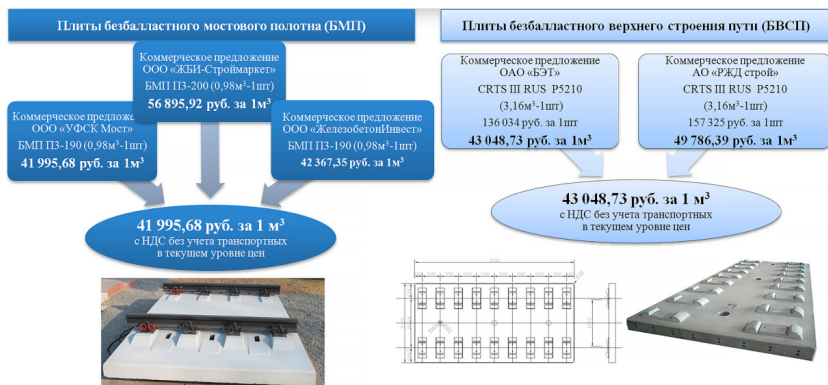 Плиты безбалластного мостового полотна (БМП)
Коммерческое предложение
ООО «ЖБИ-Строймаркет»
БМП П3-200 (0,98м³-1шт)
56 895,92 руб. за 1м³
Коммерческое предложение
ООО «УФСК Мост»
БМП П3-190 (0,98м³-1шт)
41 995,68 руб. за 1м³
Коммерческое предложение
ООО «ЖелезобетонИнвест»
БМП П3-190 (0,98м³-1шт)
42 367,35 руб. за 1м³
41 995,68 руб. за 1 м³
с НДС без учета транспортных
в текущем уровне цен
Плиты безбалластного верхнего строения пути (БВСП)
Коммерческое предложение
ОАО «БЭТ»
CRTS III RUS P5210
(3,16м³-1шт)
136 034 руб. за 1шт
43 048,73 руб. за 1м³
Коммерческое предложение
АО «РЖД строй»
CRTS III RUS P5210
(3,16м³-1шт)
157 325 руб. за 1шт
49 786,39 руб. за 1м³
43 048,73 руб. за 1 м³
с НДС без учета транспортных
в текущем уровне цен